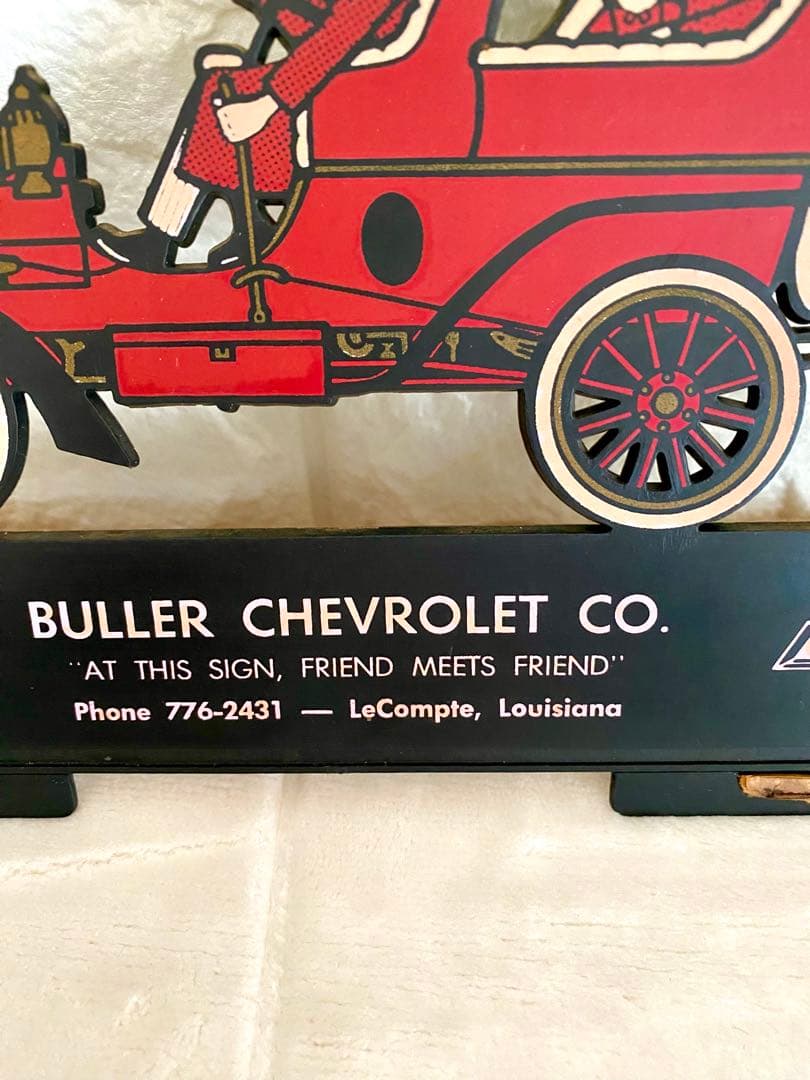 BULLER CHEVROLET CO.
"AT THIS SIGN, FRIEND MEETS FRIEND"
Phone 776-2431 — LeCompte, Louisiana